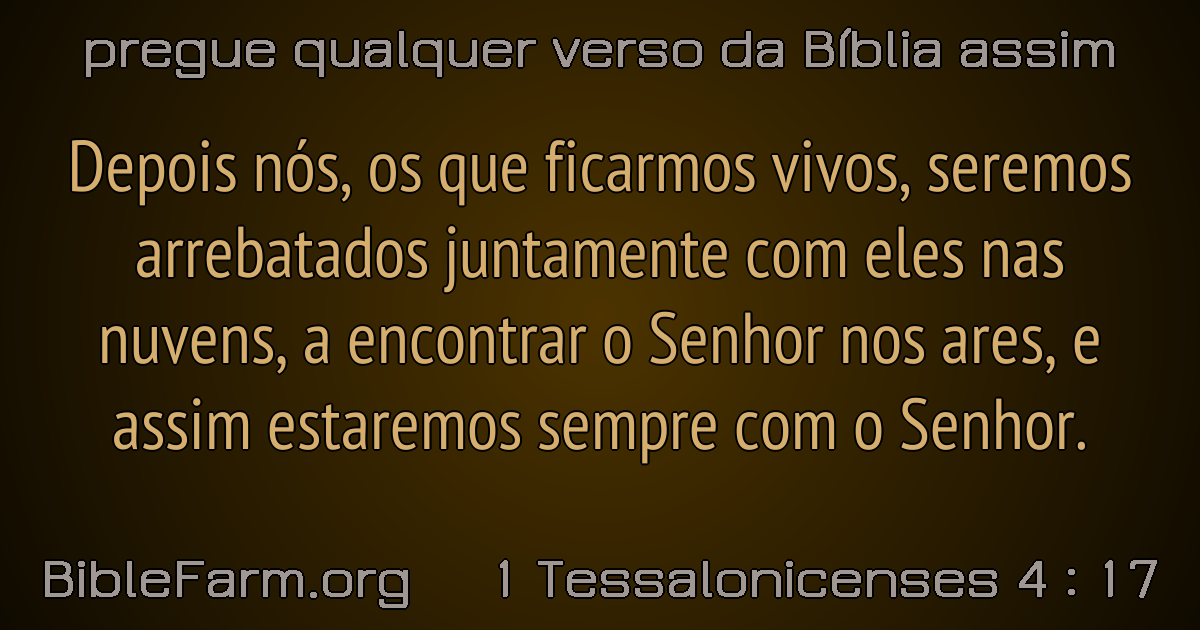 pregue qualquer verso da Bíblia assim
Depois nós, os que ficarmos vivos, seremos
arrebatados juntamente com eles nas
nuvens, a encontrar o Senhor nos ares, e
assim estaremos sempre com o Senhor.
BibleFarm.org 1 Tessalonicenses 4 : 17